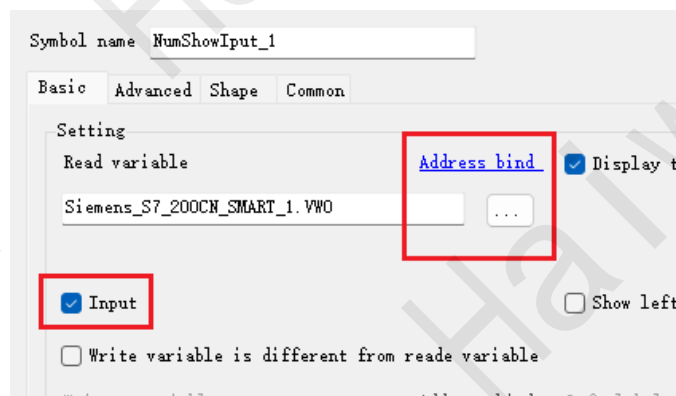 Symbol name NumShowIput_1
Basic Advanced Shape Common
Setting
Read variable Address bind Display t
Siemens_S7_200CN_SMART_1.VW0 ...
Input Show left
Write variable is different from reade variable